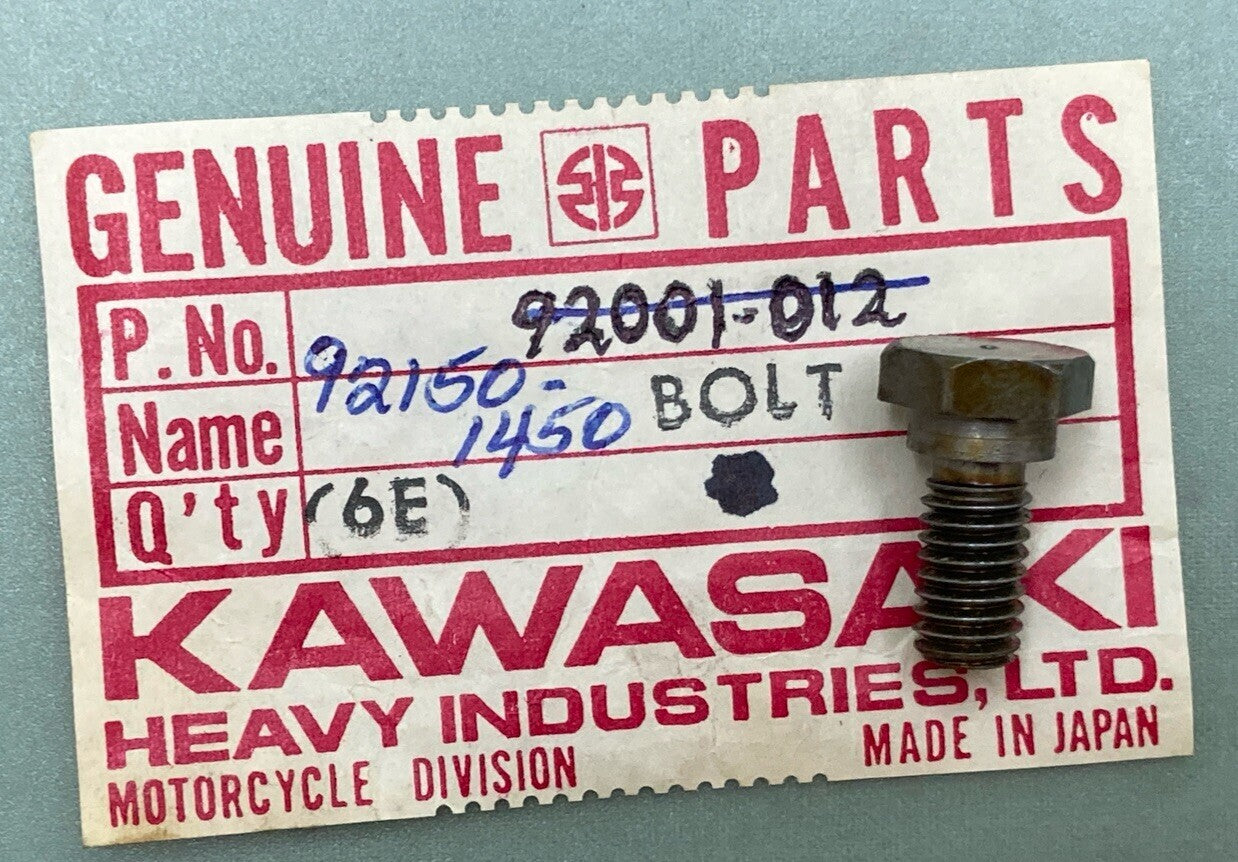 GENUINE PARTS
P. No. 92001-012
92150-
1450
Name BOLT
Q'ty (6E)
KAWASAKI
HEAVY INDUSTRIES, LTD.
MOTORCYCLE DIVISION MADE IN JAPAN